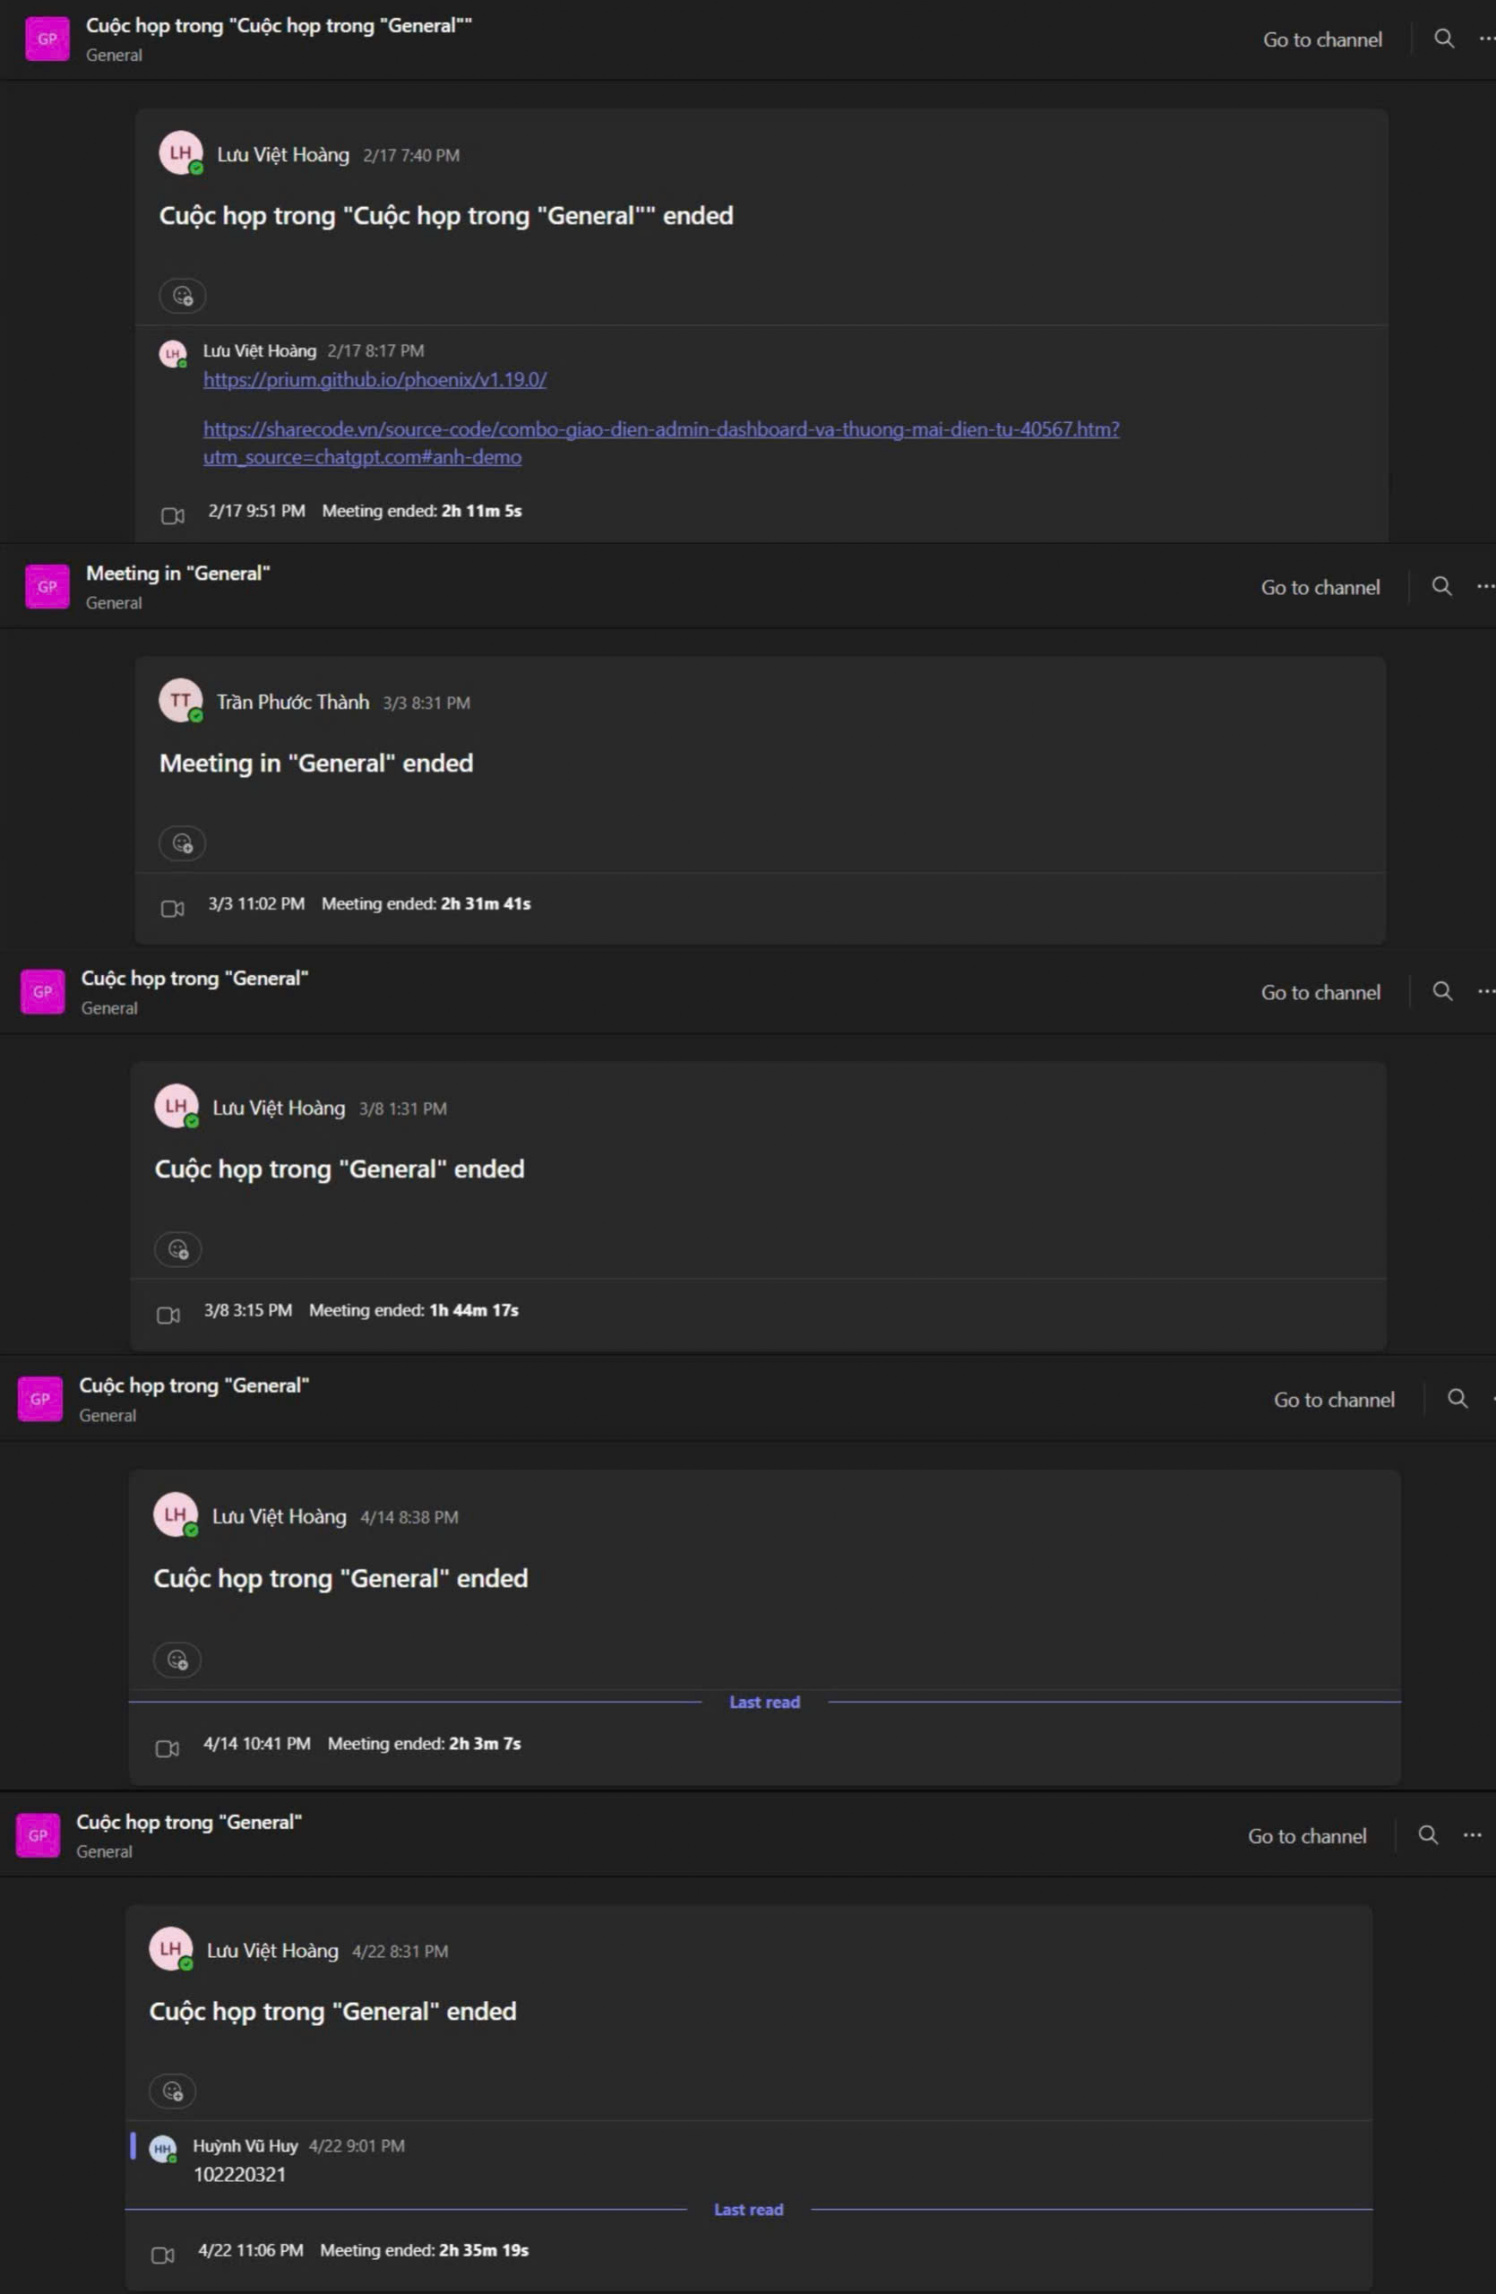 GP
Cuộc họp trong "Cuộc họp trong "General""
General
Go to channel
LH
Lưu Việt Hoàng 2/17 7:40 PM
Cuộc họp trong "Cuộc họp trong "General"" ended
LH
Lưu Việt Hoàng 2/17 8:17 PM
https://prium.github.io/phoenix/v1.19.0/
https://sharecode.vn/source-code/combo-giao-dien-admin-dashboard-va-thuong-mai-dien-tu-40567.htm?
utm_source=chatgpt.com#anh-demo
2/17 9:51 PM Meeting ended: 2h 11m 5s
GP
Meeting in "General"
General
Go to channel
TT
Trần Phước Thành 3/3 8:31 PM
Meeting in "General" ended
3/3 11:02 PM Meeting ended: 2h 31m 41s
GP
Cuộc họp trong "General"
General
Go to channel
LH
Lưu Việt Hoàng 3/8 1:31 PM
Cuộc họp trong "General" ended
3/8 3:15 PM Meeting ended: 1h 44m 17s
GP
Cuộc họp trong "General"
General
Go to channel
LH
Lưu Việt Hoàng 4/14 8:38 PM
Cuộc họp trong "General" ended
Last read
4/14 10:41 PM Meeting ended: 2h 3m 7s
GP
Cuộc họp trong "General"
General
Go to channel
LH
Lưu Việt Hoàng 4/22 8:31 PM
Cuộc họp trong "General" ended
HH
Huỳnh Vũ Huy 4/22 9:01 PM
102220321
Last read
4/22 11:06 PM Meeting ended: 2h 35m 19s